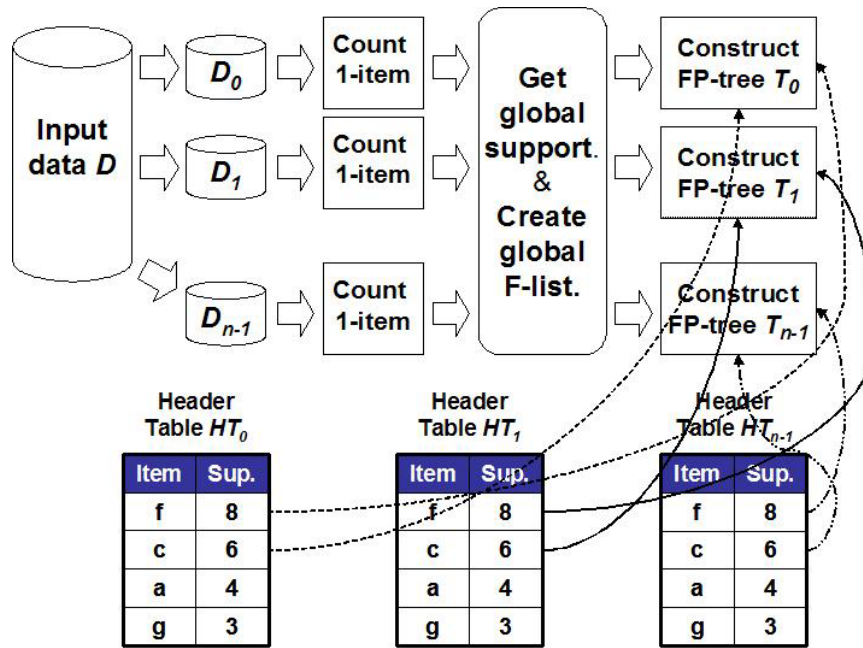 Input
data D
D0
D1
Dn-1
Count
1-item
Count
1-item
Count
1-item
Get
global
support.
&
Create
global
F-list.
Construct
FP-tree T0
Construct
FP-tree T1
Construct
FP-tree Tn-1
Header
Table HT0
Item Sup.
f 8
c 6
a 4
g 3
Header
Table HT1
Item Sup.
f 8
c 6
a 4
g 3
Header
Table HTn-1
Item Sup.
f 8
c 6
a 4
g 3